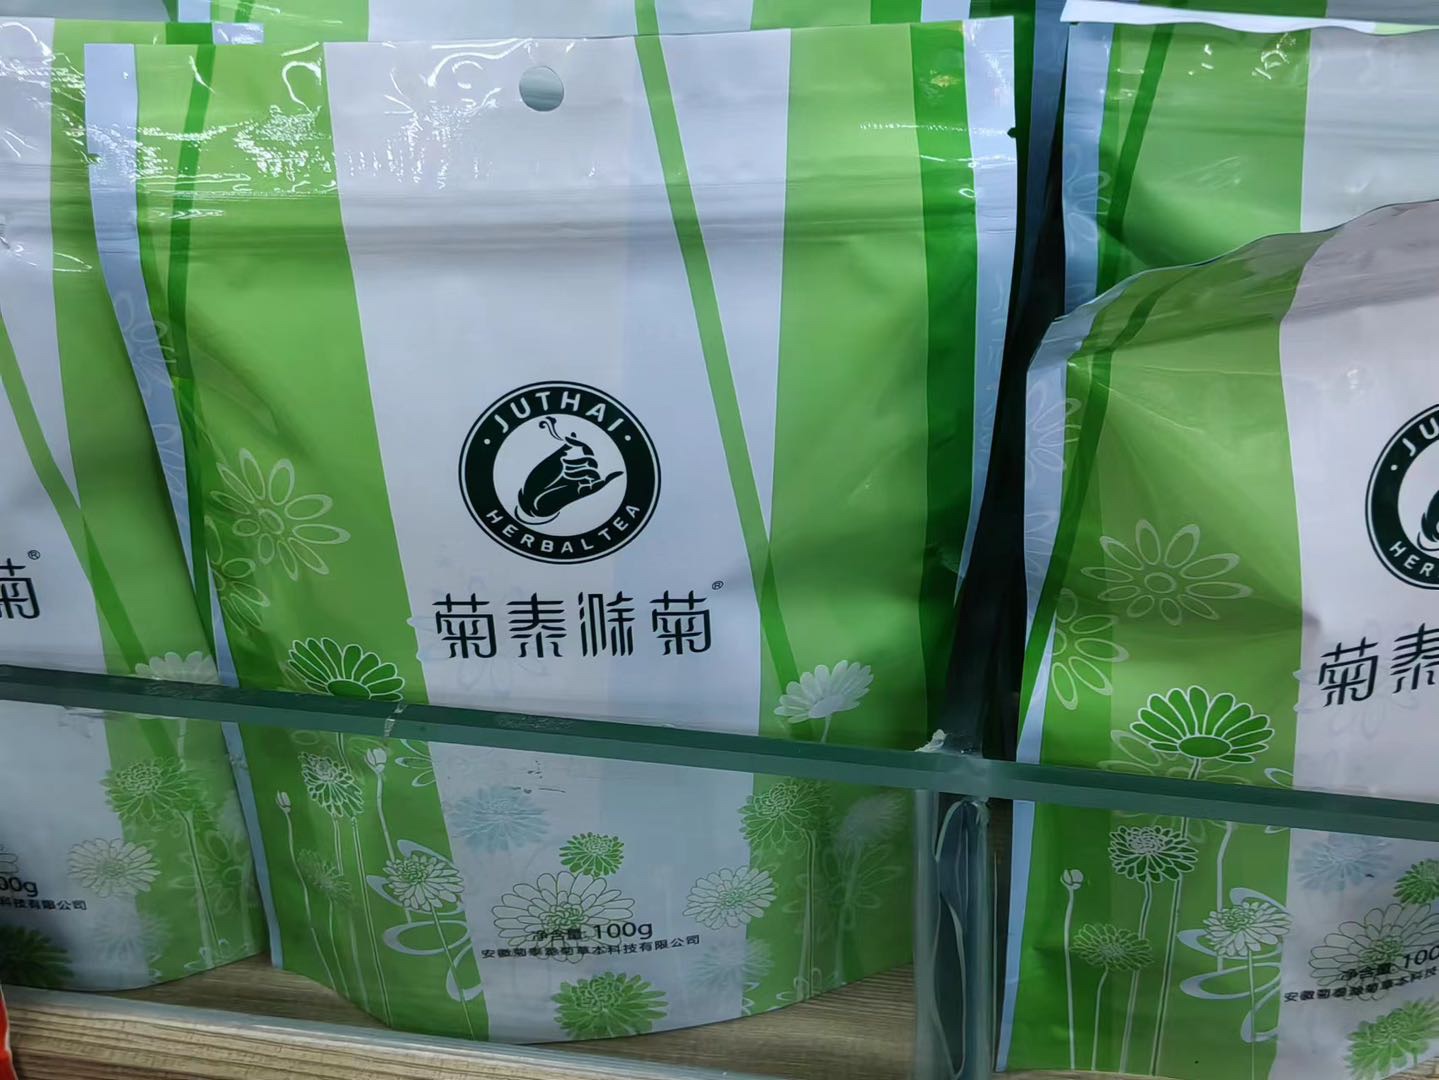 JUTHAI
HERBAL TEA
菊泰滁菊®
净含量:100g
安徽菊泰滁菊草本科技有限公司
菊®
00g
科技有限公司
JU
HER
菊泰
净含量:100
安徽菊泰滁菊草本科技